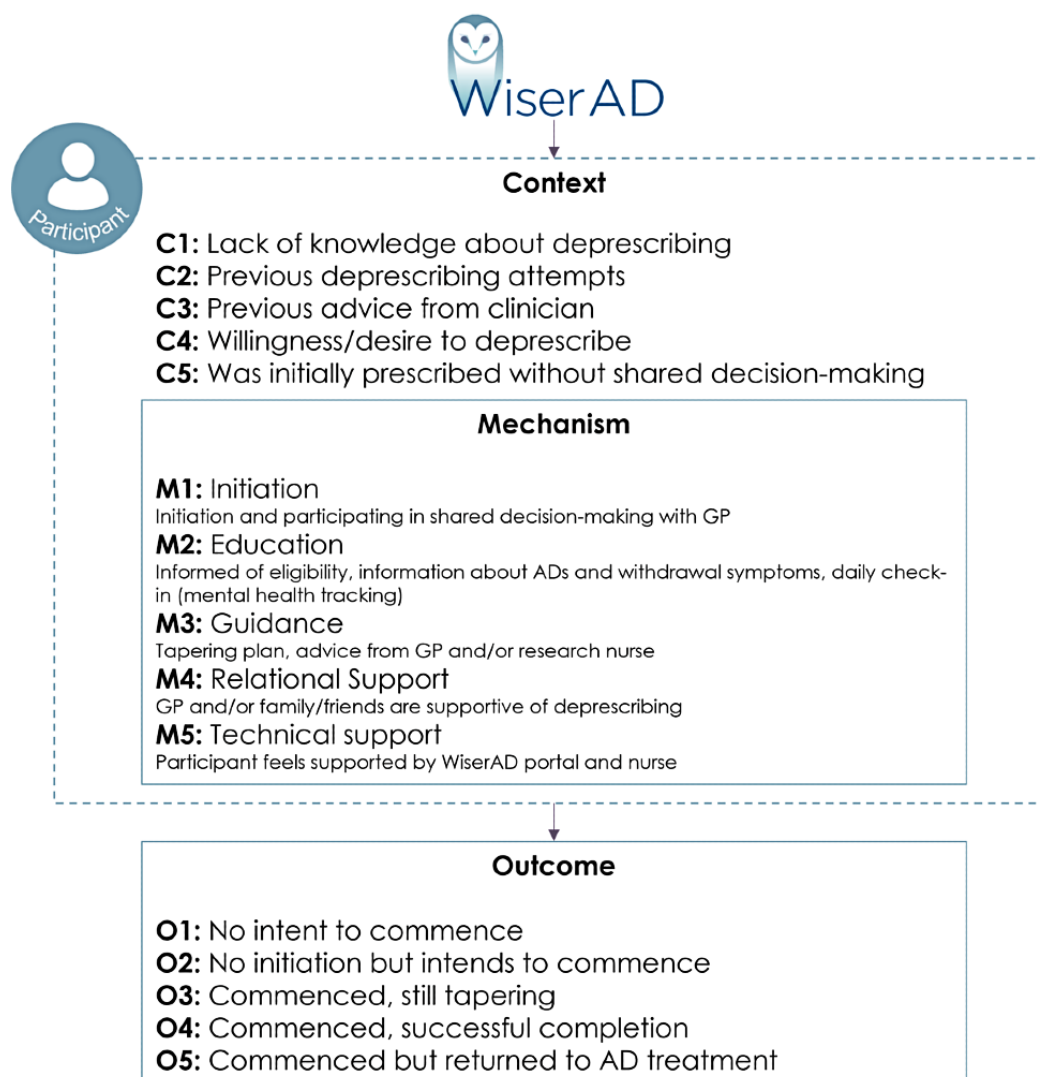 WiserAD
Participant
Context
C1: Lack of knowledge about deprescribing
C2: Previous deprescribing attempts
C3: Previous advice from clinician
C4: Willingness/desire to deprescribe
C5: Was initially prescribed without shared decision-making
Mechanism
M1: Initiation
Initiation and participating in shared decision-making with GP
M2: Education
Informed of eligibility, information about ADs and withdrawal symptoms, daily check-
in (mental health tracking)
M3: Guidance
Tapering plan, advice from GP and/or research nurse
M4: Relational Support
GP and/or family/friends are supportive of deprescribing
M5: Technical support
Participant feels supported by WiserAD portal and nurse
Outcome
O1: No intent to commence
O2: No initiation but intends to commence
O3: Commenced, still tapering
O4: Commenced, successful completion
O5: Commenced but returned to AD treatment